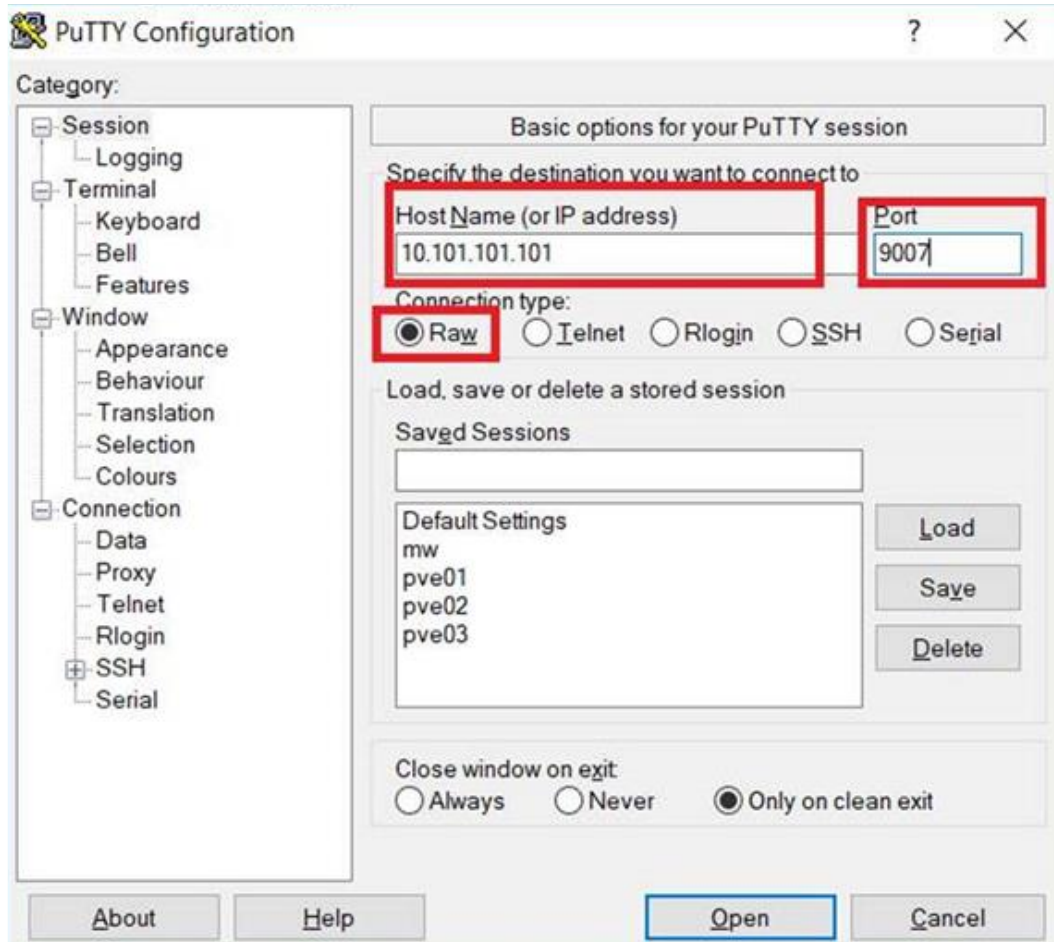 PuTTY Configuration
?
Category:
Session
Logging
Terminal
Keyboard
Bell
Features
Window
Appearance
Behaviour
Translation
Selection
Colours
Connection
Data
Proxy
Telnet
Rlogin
SSH
Serial
Basic options for your PuTTY session
Specify the destination you want to connect to
Host Name (or IP address) Port
10.101.101.101 9007
Connection type:
Raw Telnet Rlogin SSH Serial
Load, save or delete a stored session
Saved Sessions
Default Settings
mw
pve01
pve02
pve03
Load
Save
Delete
Close window on exit
Always Never Only on clean exit
About Help Open Cancel